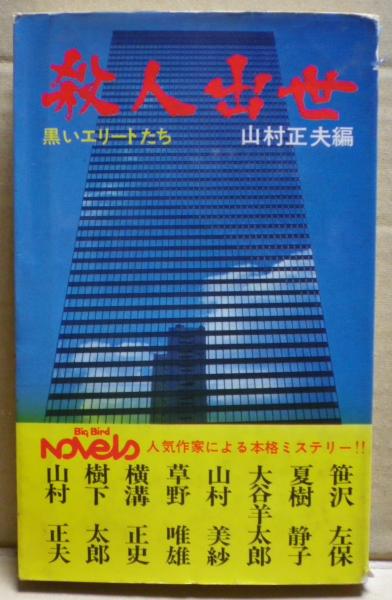 殺人出世
黒いエリートたち
山村正夫編
Big Bird
Novels
人気作家による本格ミステリー!!
笹沢 左保
夏樹 静子
大谷羊太郎
山村 美紗
草野 唯雄
横溝 正史
樹下 太郎
山村 正夫